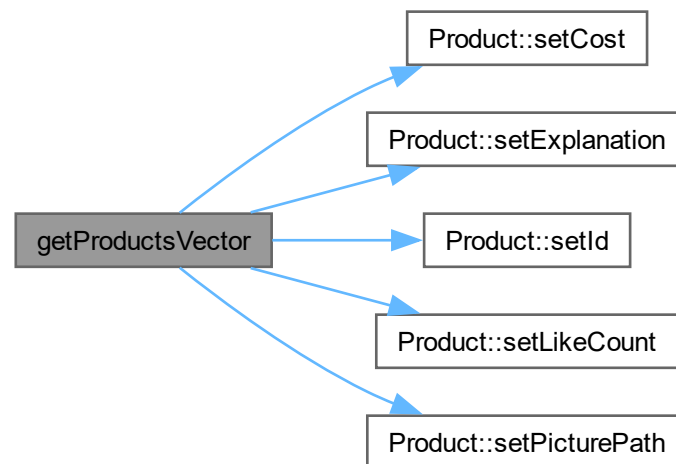 Product::setCost
Product::setExplanation
getProductsVector
Product::setId
Product::setLikeCount
Product::setPicturePath